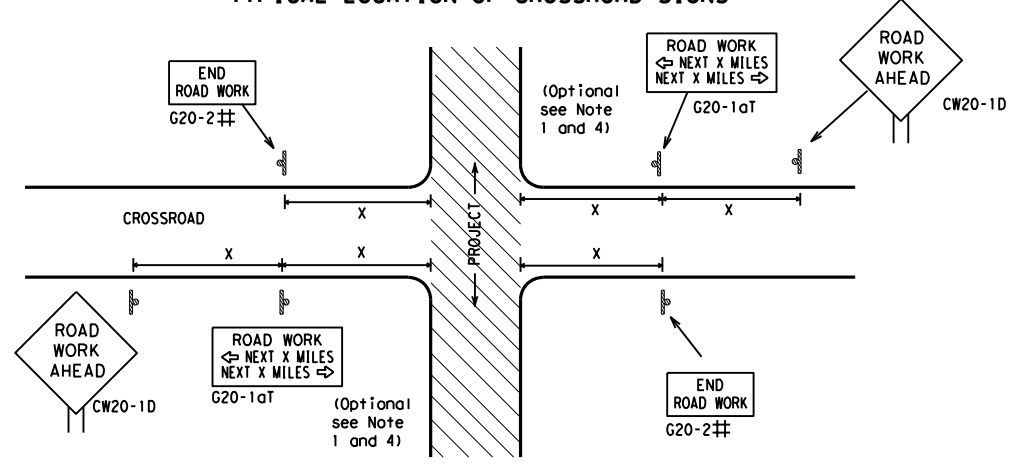 TYPICAL LOCATION OF CROSSROAD SIGNS
END
ROAD WORK
G20-2#
(Optional
see Note
1 and 4)
ROAD WORK
⇦ NEXT X MILES
NEXT X MILES ⇨
G20-1aT
ROAD
WORK
AHEAD
CW20-1D
X
X
X
CROSSROAD
PROJECT
X
X
X
ROAD
WORK
AHEAD
CW20-1D
ROAD WORK
⇦ NEXT X MILES
NEXT X MILES ⇨
G20-1aT
(Optional
see Note
1 and 4)
END
ROAD WORK
G20-2#